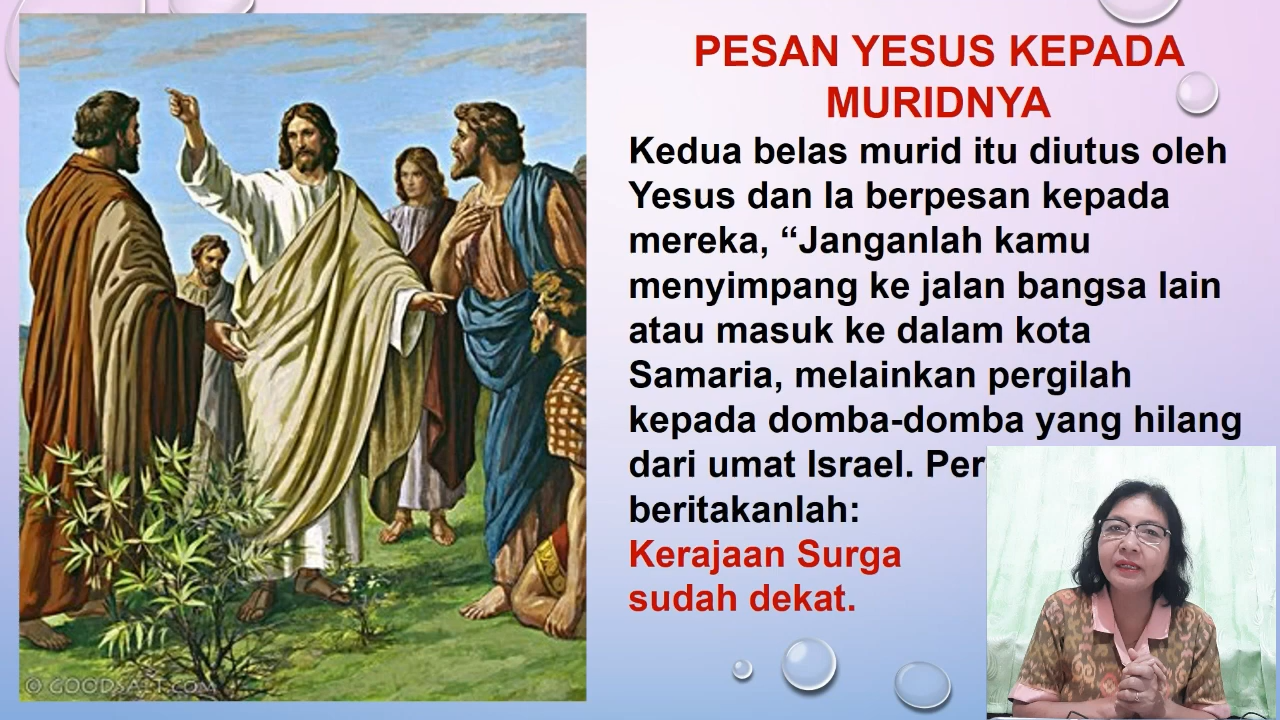 PESAN YESUS KEPADA
MURIDNYA
Kedua belas murid itu diutus oleh
Yesus dan Ia berpesan kepada
mereka, “Janganlah kamu
menyimpang ke jalan bangsa lain
atau masuk ke dalam kota
Samaria, melainkan pergilah
kepada domba-domba yang hilang
dari umat Israel. Per
beritakanlah:
Kerajaan Surga
sudah dekat.
© GOODSALT.COM